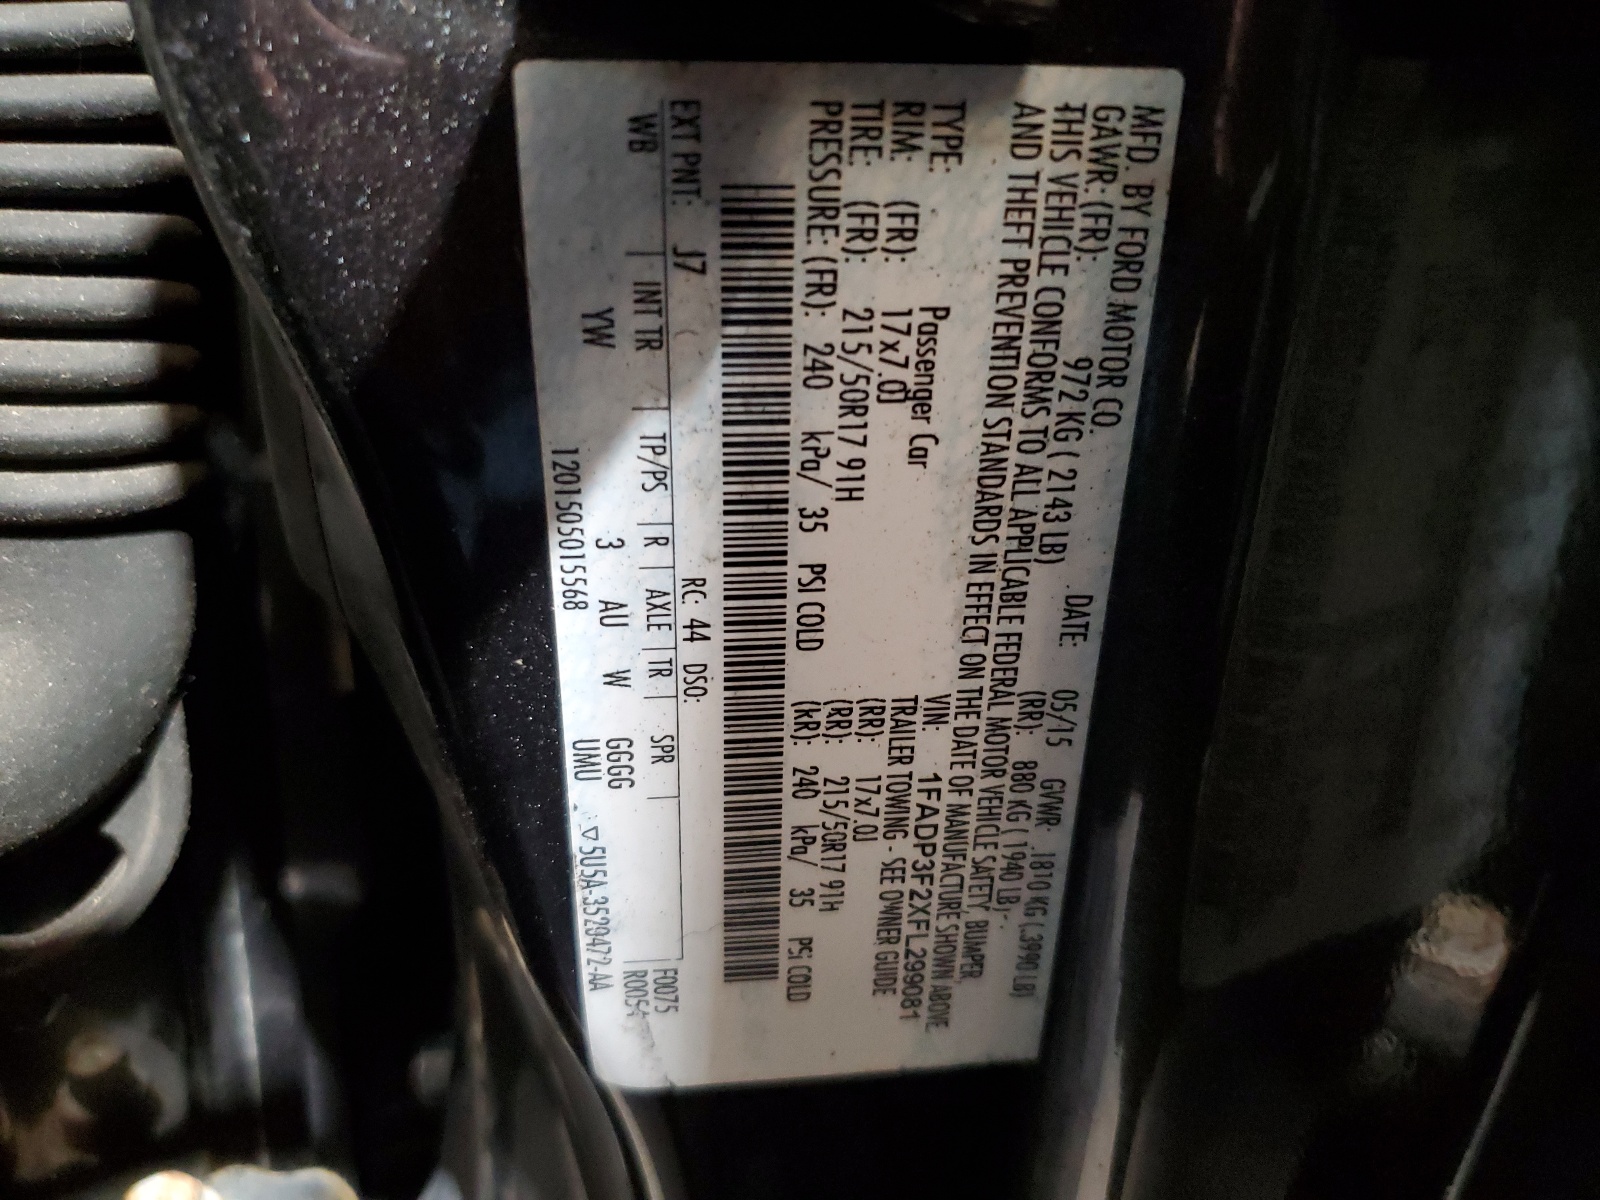 MFD. BY FORD MOTOR CO. DATE: 05/15 GVWR: 1810 KG ( 3990 LB)
GAWR: (FR): 972 KG ( 2143 LB) (RR): 880 KG ( 1940 LB)
THIS VEHICLE CONFORMS TO ALL APPLICABLE FEDERAL MOTOR VEHICLE SAFETY, BUMPER,
AND THEFT PREVENTION STANDARDS IN EFFECT ON THE DATE OF MANUFACTURE SHOWN ABOVE
VIN: 1FADP3F2XFL299081
TYPE: Passenger Car TRAILER TOWING - SEE OWNER GUIDE
RIM: (FR): 17x7.0J (RR): 17x7.0J
TIRE: (FR): 215/50R17 91H (RR): 215/50R17 91H
PRESSURE: (FR): 240 kPa/ 35 PSI COLD (RR): 240 kPa/ 35 PSI COLD
EXT PNT: J7 RC: 44 DSO: F0075
WB | INT TR | TP/PS | R | AXLE | TR | SPR | R0054
YW 3 AU W GGGG
1201505015568 UMU ▽5U5A-3520472-AA